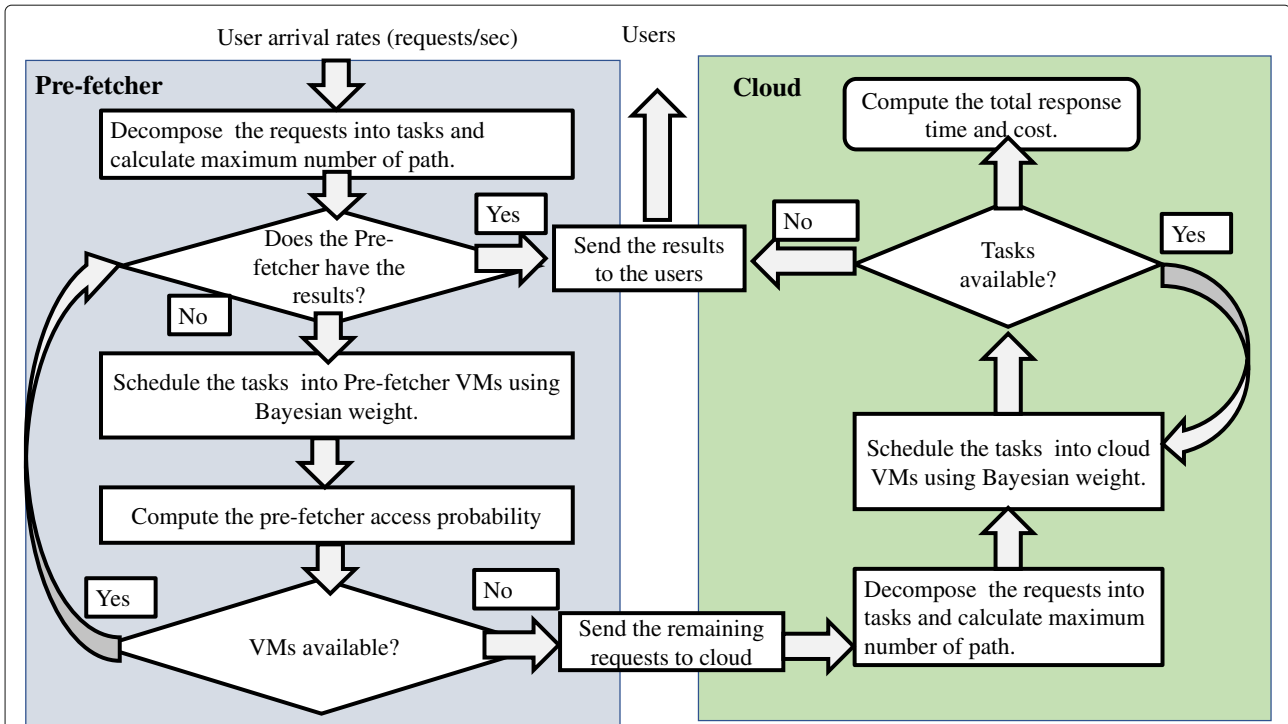 User arrival rates (requests/sec)
Users
Pre-fetcher
Decompose the requests into tasks and
calculate maximum number of path.
Does the Pre-
fetcher have the
results?
Yes
No
Send the results
to the users
Schedule the tasks into Pre-fetcher VMs using
Bayesian weight.
Compute the pre-fetcher access probability
VMs available?
Yes
No
Send the remaining
requests to cloud
Cloud
Compute the total response
time and cost.
No
Tasks
available?
Yes
Schedule the tasks into cloud
VMs using Bayesian weight.
Decompose the requests into
tasks and calculate maximum
number of path.